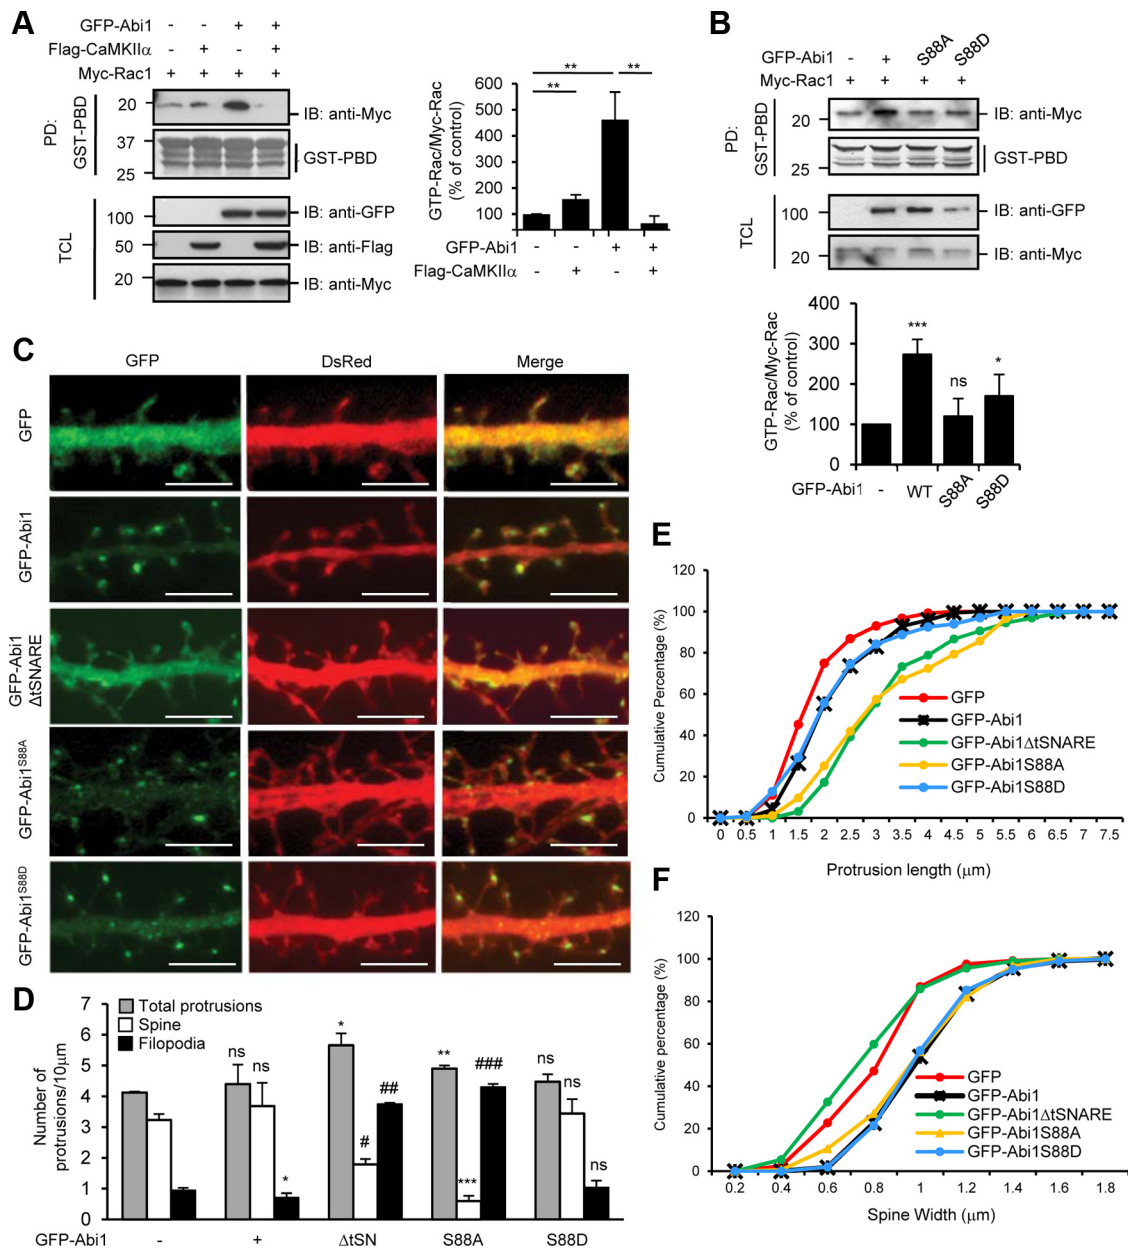 A
GFP-Abi1 - - + +
Flag-CaMKIIα - + - +
Myc-Rac1 + + + +
PD:
GST-PBD
20
IB: anti-Myc
37
GST-PBD
25
TCL
100
IB: anti-GFP
50
IB: anti-Flag
20
IB: anti-Myc
GTP-Rac/Myc-Rac
(% of control)
600
500
400
300
200
100
** **
**
GFP-Abi1 - - + +
Flag-CaMKIIα - + - +
B
GFP-Abi1 - + S88A S88D
Myc-Rac1 + + + +
PD:
GST-PBD
20
IB: anti-Myc
GST-PBD
25
TCL
100
IB: anti-GFP
20
IB: anti-Myc
GTP-Rac/Myc-Rac
(% of control)
400
300
200
100
0
***
ns
*
GFP-Abi1 - WT S88A S88D
C
GFP DsRed Merge
GFP
GFP-Abi1
GFP-Abi1
ΔtSNARE
GFP-Abi1S88A
GFP-Abi1S88D
D
Number of
protrusions/10μm
7
6
5
4
3
2
1
0
Total protrusions
Spine
Filopodia
ns ns *
* # ##
** *** ###
ns ns ns
GFP-Abi1 - + ΔtSN S88A S88D
E
Cumulative Percentage (%)
120
100
80
60
40
20
0
GFP
GFP-Abi1
GFP-Abi1ΔtSNARE
GFP-Abi1S88A
GFP-Abi1S88D
0 0.5 1 1.5 2 2.5 3 3.5 4 4.5 5 5.5 6 6.5 7 7.5
Protrusion length (μm)
F
Cumulative percentage (%)
120
100
80
60
40
20
0
GFP
GFP-Abi1
GFP-Abi1ΔtSNARE
GFP-Abi1S88A
GFP-Abi1S88D
0.2 0.4 0.6 0.8 1 1.2 1.4 1.6 1.8
Spine Width (μm)